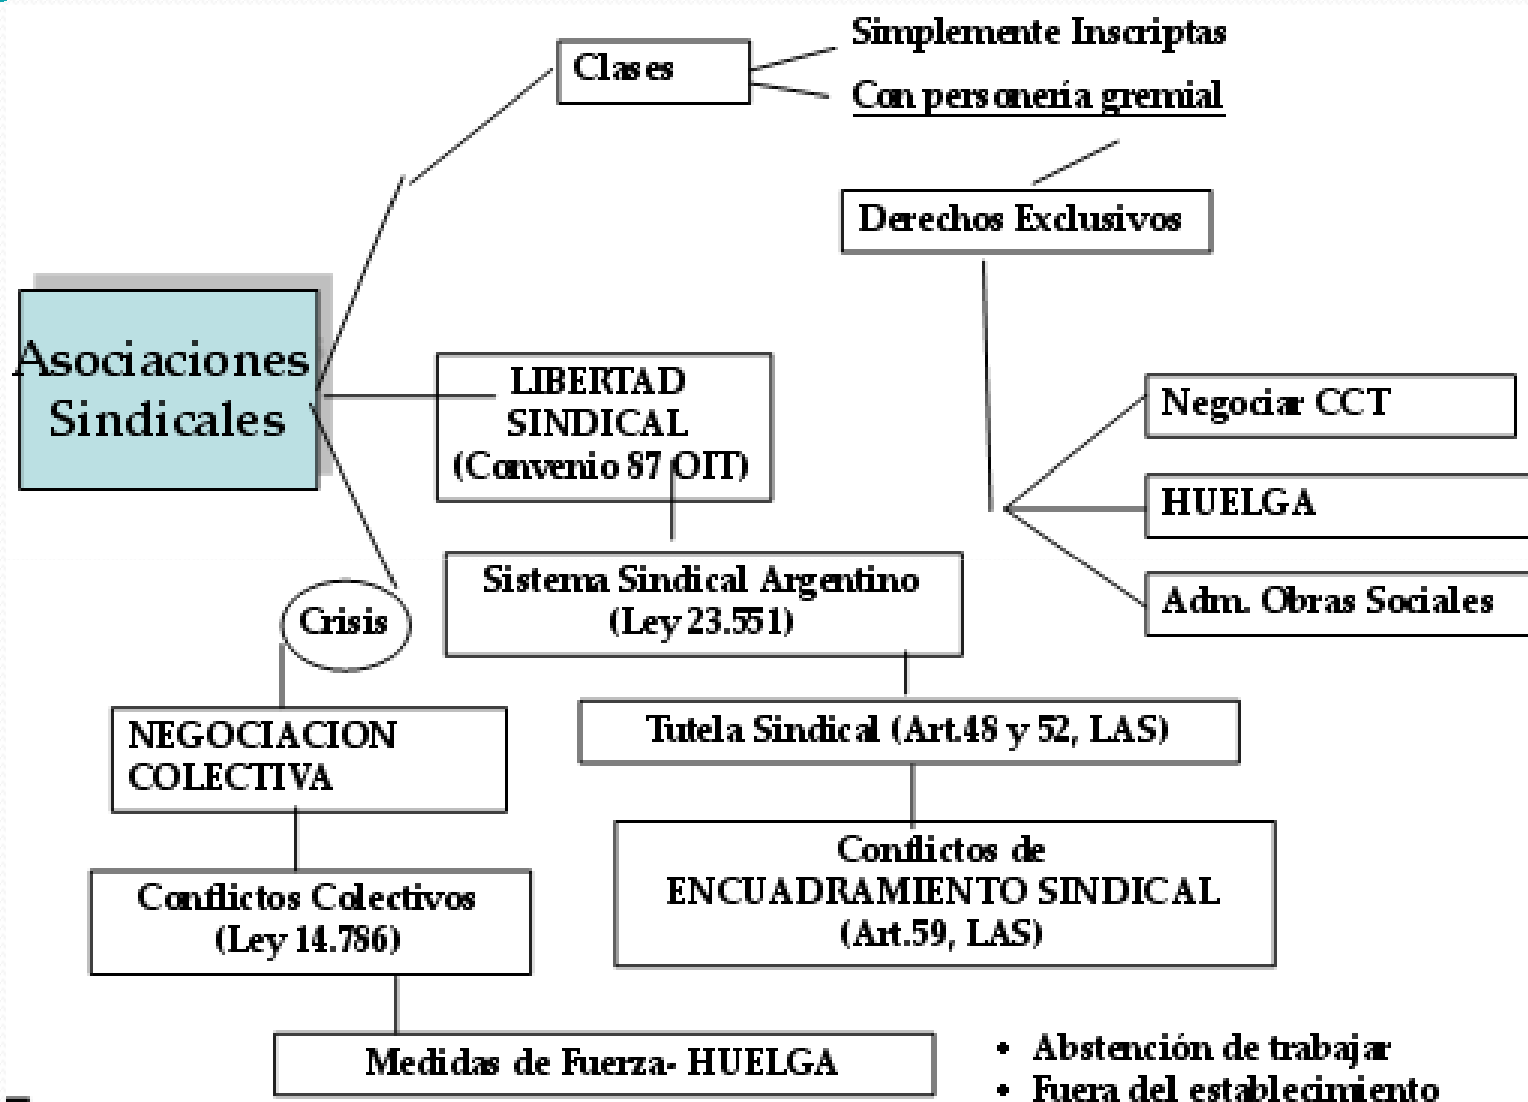 Simplemente Inscriptas
Clases
Con personería gremial
Derechos Exclusivos
Asociaciones
Sindicales
LIBERTAD
SINDICAL
(Convenio 87 OIT)
Negociar CCT
HUELGA
Adm. Obras Sociales
Sistema Sindical Argentino
(Ley 23.551)
Crisis
NEGOCIACION
COLECTIVA
Tutela Sindical (Art.48 y 52, LAS)
Conflictos de
ENCUADRAMIENTO SINDICAL
(Art.59, LAS)
Conflictos Colectivos
(Ley 14.786)
Medidas de Fuerza- HUELGA
• Abstención de trabajar
• Fuera del establecimiento